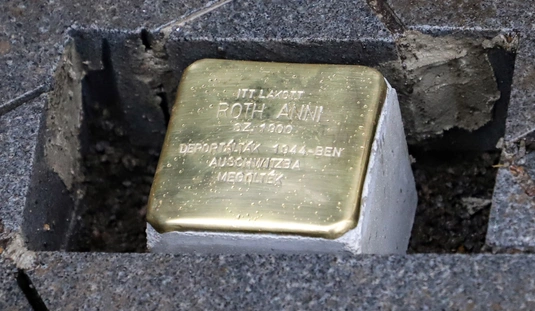 ITT LAKOTT
ROTH ANNI
SZ. 1900
DEPORTÁLTÁK 1944-BEN
AUSCHWITZBA
MEGÖLTÉK